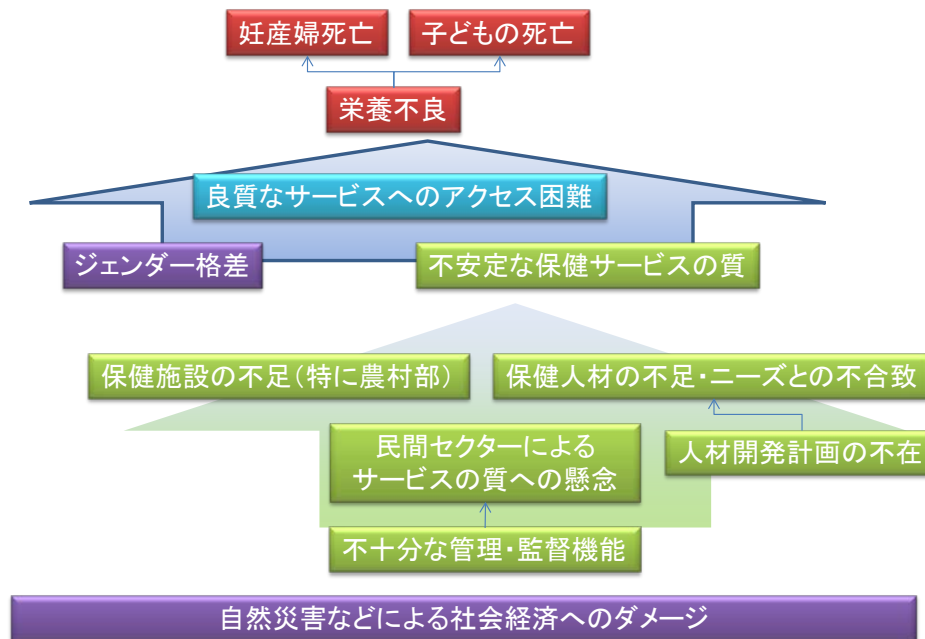 妊産婦死亡
子どもの死亡
栄養不良
良質なサービスへのアクセス困難
ジェンダー格差
不安定な保健サービスの質
保健施設の不足(特に農村部)
保健人材の不足・ニーズとの不合致
民間セクターによる
サービスの質への懸念
人材開発計画の不在
不十分な管理・監督機能
自然災害などによる社会経済へのダメージ